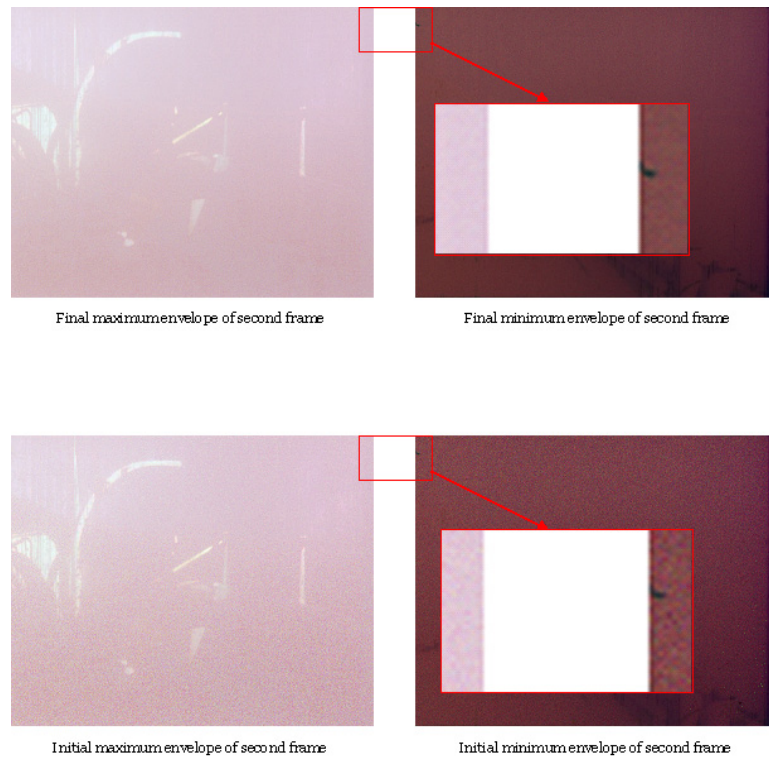 Final maximum envelope of second frame
Final minimum envelope of second frame
Initial maximum envelope of second frame
Initial minimum envelope of second frame